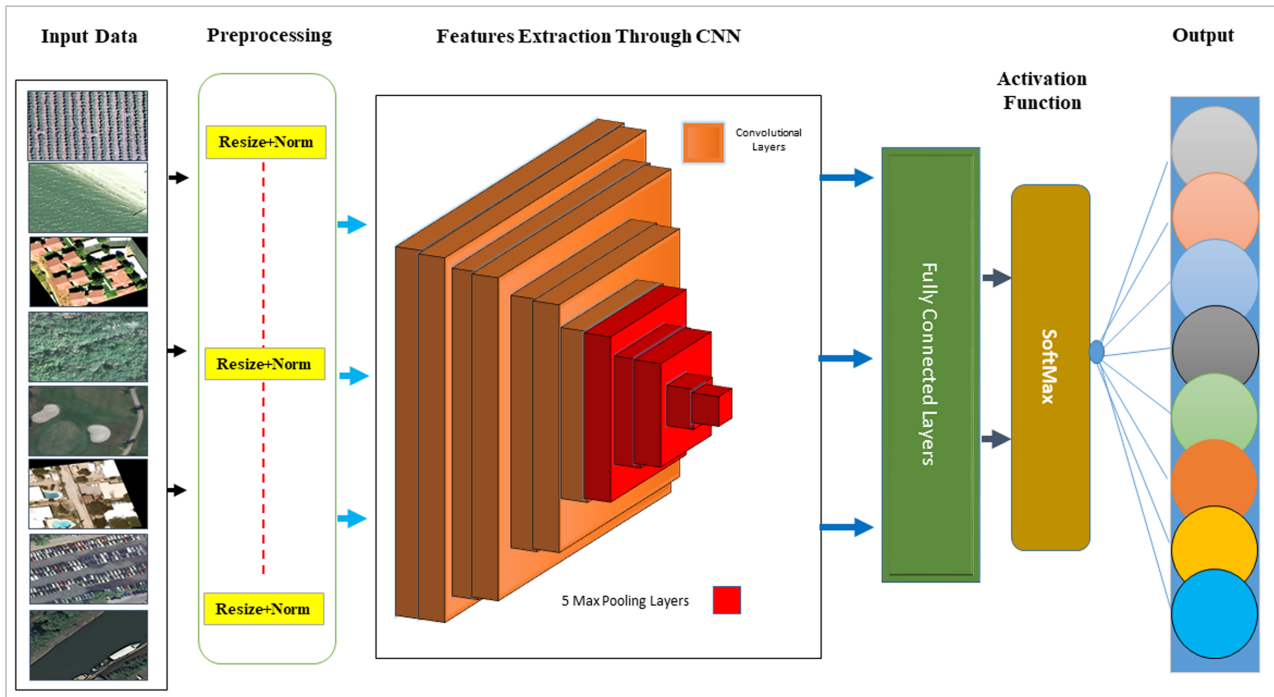 Input Data
Preprocessing
Features Extraction Through CNN
Output
Activation
Function
Resize+Norm
Convolutional
Layers
Resize+Norm
Fully Connected Layers
SoftMax
Resize+Norm
5 Max Pooling Layers